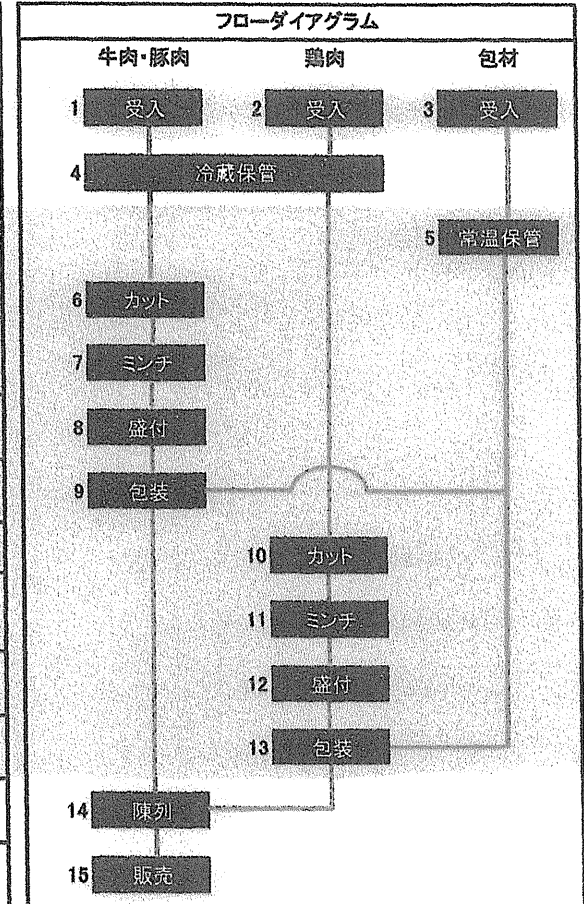 フローダイアグラム
牛肉・豚肉 鶏肉 包材
1 受入 2 受入 3 受入
4 冷蔵保管
5 常温保管
6 カット
7 ミンチ
8 盛付
9 包装
10 カット
11 ミンチ
12 盛付
13 包装
14 陳列
15 販売